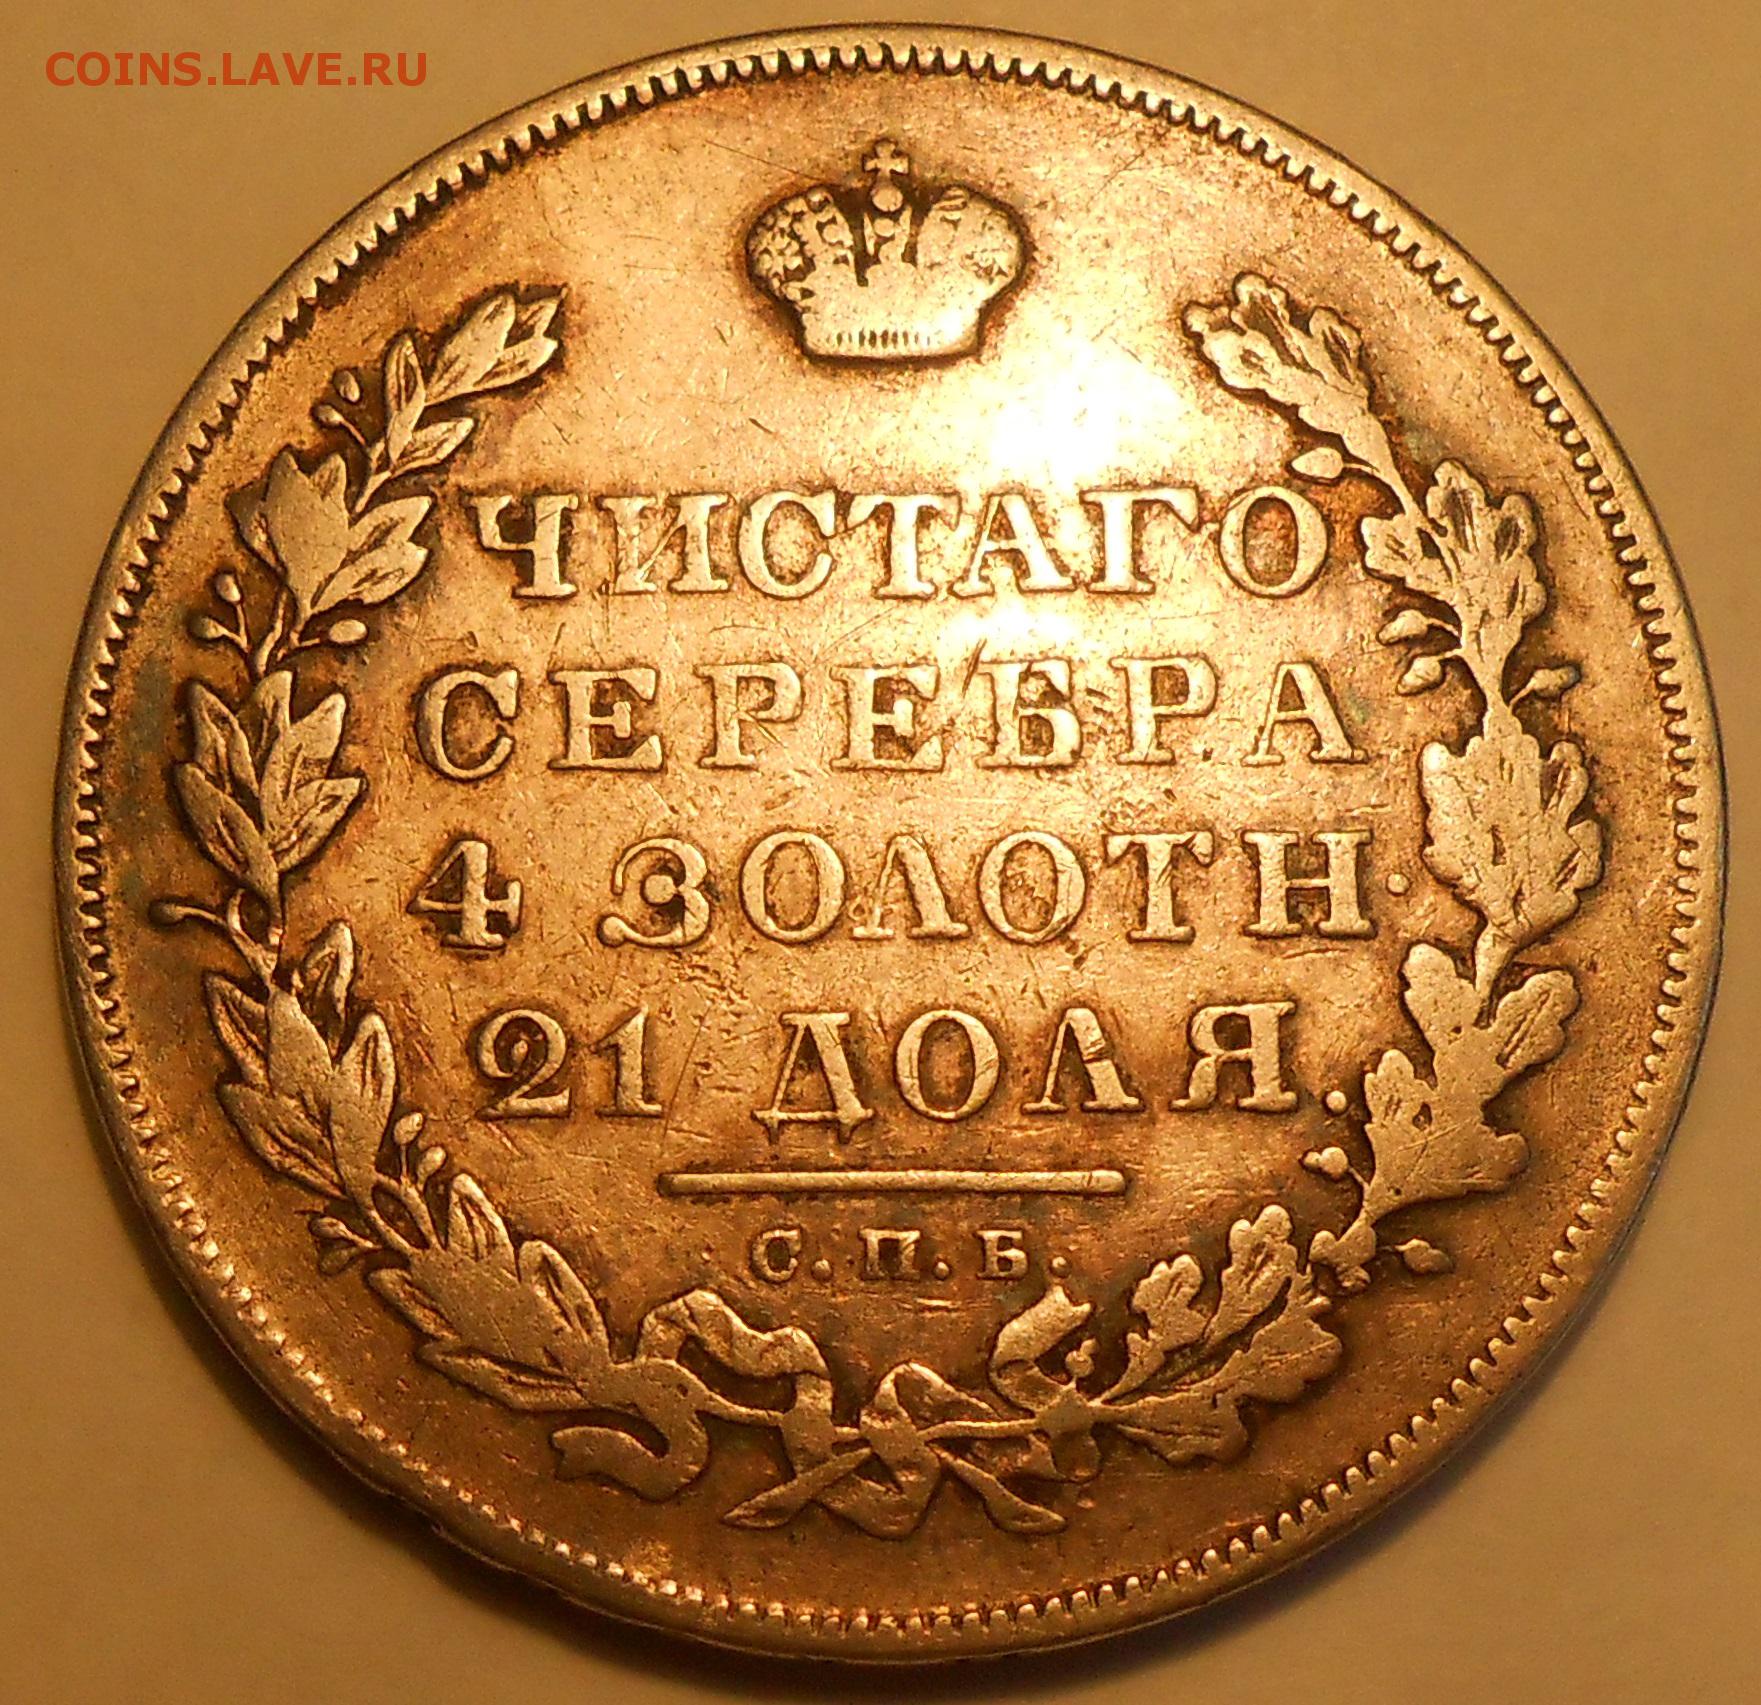 COINS.LAVE.RU
ЧИСТАГО
СЕРЕБРА
4 ЗОЛОТН.
21 ДОЛЯ.
С.П.Б.